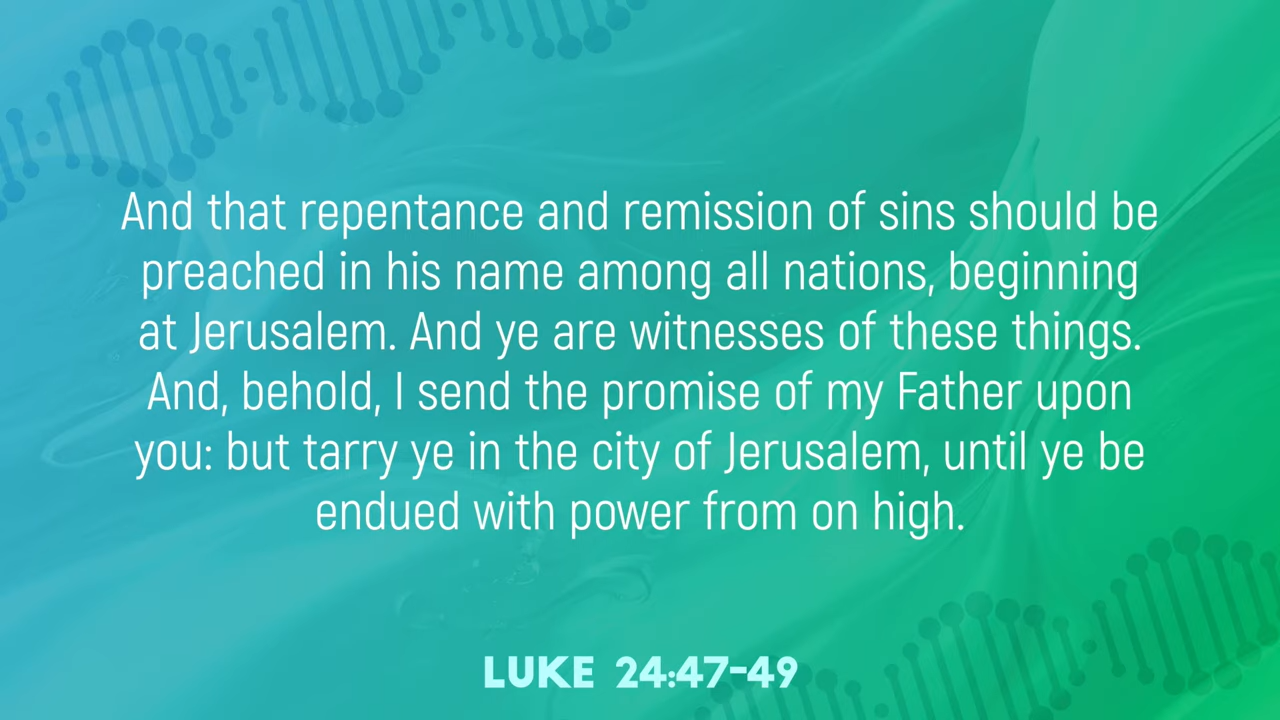 And that repentance and remission of sins should be
preached in his name among all nations, beginning
at Jerusalem. And ye are witnesses of these things.
And, behold, I send the promise of my Father upon
you: but tarry ye in the city of Jerusalem, until ye be
endued with power from on high.
LUKE 24:47-49